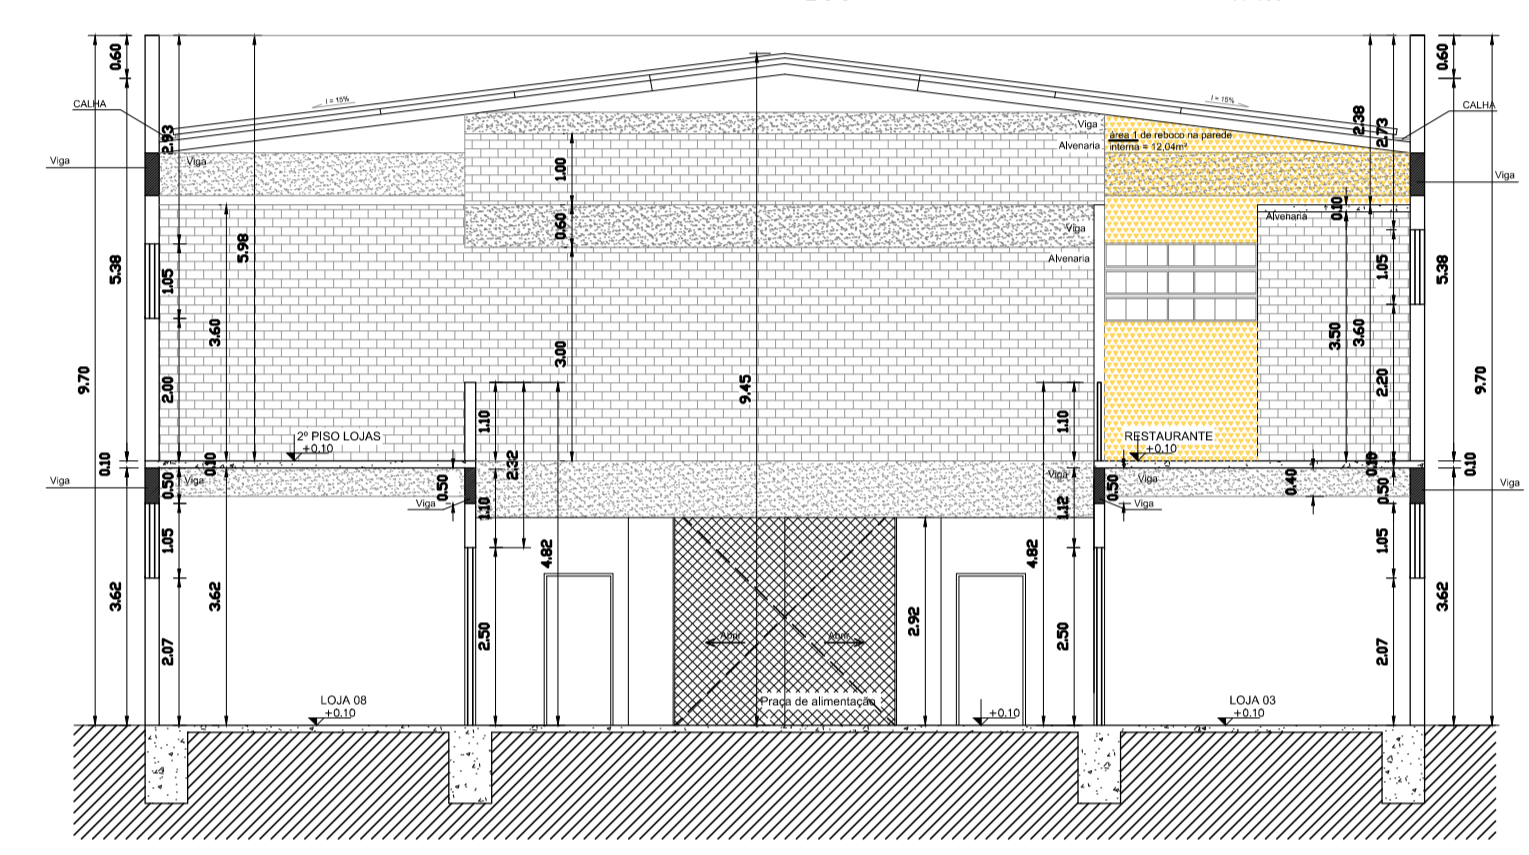 0.60
0.60
CALHA
I = 15%
I = 15%
CALHA
2.93
2.38
2.73
Viga
área 1 de reboco na parede
interna = 12,04m²
Alvenaria
Viga
Viga
1.00
Viga
0.10
Alvenaria
0.60
Viga
Alvenaria
5.38
5.98
1.05
1.05
5.38
3.60
3.00
3.50
3.60
9.70
2.00
9.45
2.20
9.70
1.10
1.10
2º PISO LOJAS
+0.10
RESTAURANTE
+0.10
0.10
0.10
2.32
0.10
0.10
Viga
0.50
Viga
0.50
Viga
0.50
Viga
0.40
0.50
Viga
Viga
1.10
1.12
Viga
1.05
4.82
4.82
1.05
3.62
3.62
2.92
3.62
2.07
2.50
Abrir
Abrir
2.50
2.07
LOJA 08
+0.10
Praça de alimentação
+0.10
LOJA 03
+0.10